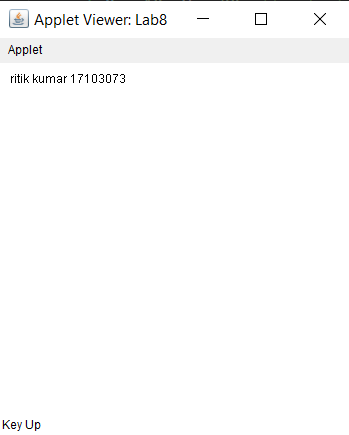 Applet Viewer: Lab8
Applet
ritik kumar 17103073
Key Up